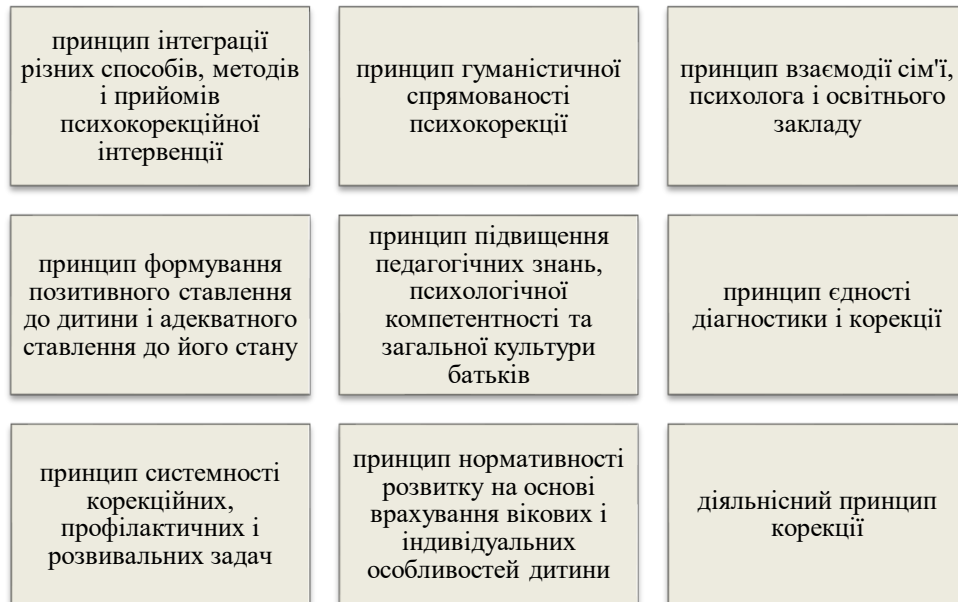 принцип інтеграції
різних способів, методів
і прийомів
психокорекційної
інтервенції
принцип гуманістичної
спрямованості
психокорекції
принцип взаємодії сім'ї,
психолога і освітнього
закладу
принцип формування
позитивного ставлення
до дитини і адекватного
ставлення до його стану
принцип підвищення
педагогічних знань,
психологічної
компетентності та
загальної культури
батьків
принцип єдності
діагностики і корекції
принцип системності
корекційних,
профілактичних і
розвивальних задач
принцип нормативності
розвитку на основі
врахування вікових і
індивідуальних
особливостей дитини
діяльнісний принцип
корекції